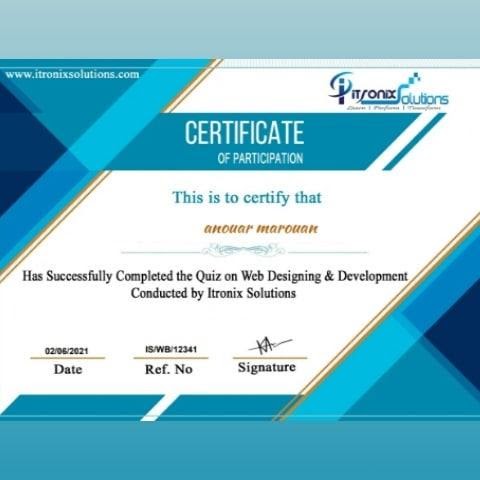 www.itronixsolutions.com
itronix Solutions
Learn | Perform | Transform
CERTIFICATE
OF PARTICIPATION
This is to certify that
anouar marouan
Has Successfully Completed the Quiz on Web Designing & Development
Conducted by Itronix Solutions
02/06/2021 IS/WB/12341
Date Ref. No Signature